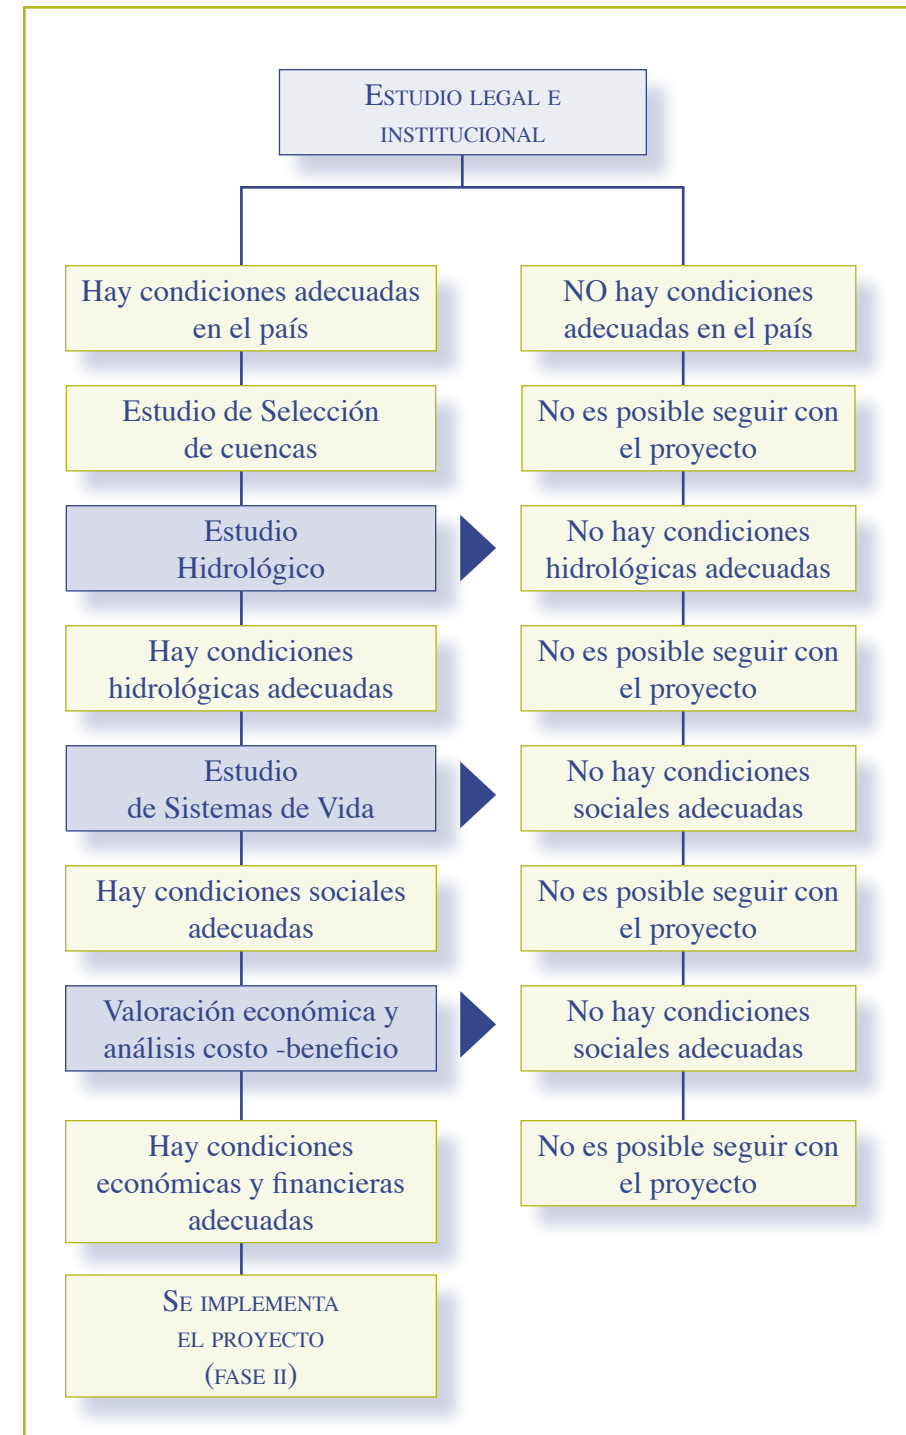 ESTUDIO LEGAL E
INSTITUCIONAL
Hay condiciones adecuadas
en el país
NO hay condiciones
adecuadas en el país
Estudio de Selección
de cuencas
No es posible seguir con
el proyecto
Estudio
Hidrológico
No hay condiciones
hidrológicas adecuadas
Hay condiciones
hidrológicas adecuadas
No es posible seguir con
el proyecto
Estudio
de Sistemas de Vida
No hay condiciones
sociales adecuadas
Hay condiciones sociales
adecuadas
No es posible seguir con
el proyecto
Valoración económica y
análisis costo -beneficio
No hay condiciones
sociales adecuadas
Hay condiciones
económicas y financieras
adecuadas
No es posible seguir con
el proyecto
SE IMPLEMENTA
EL PROYECTO
(FASE II)